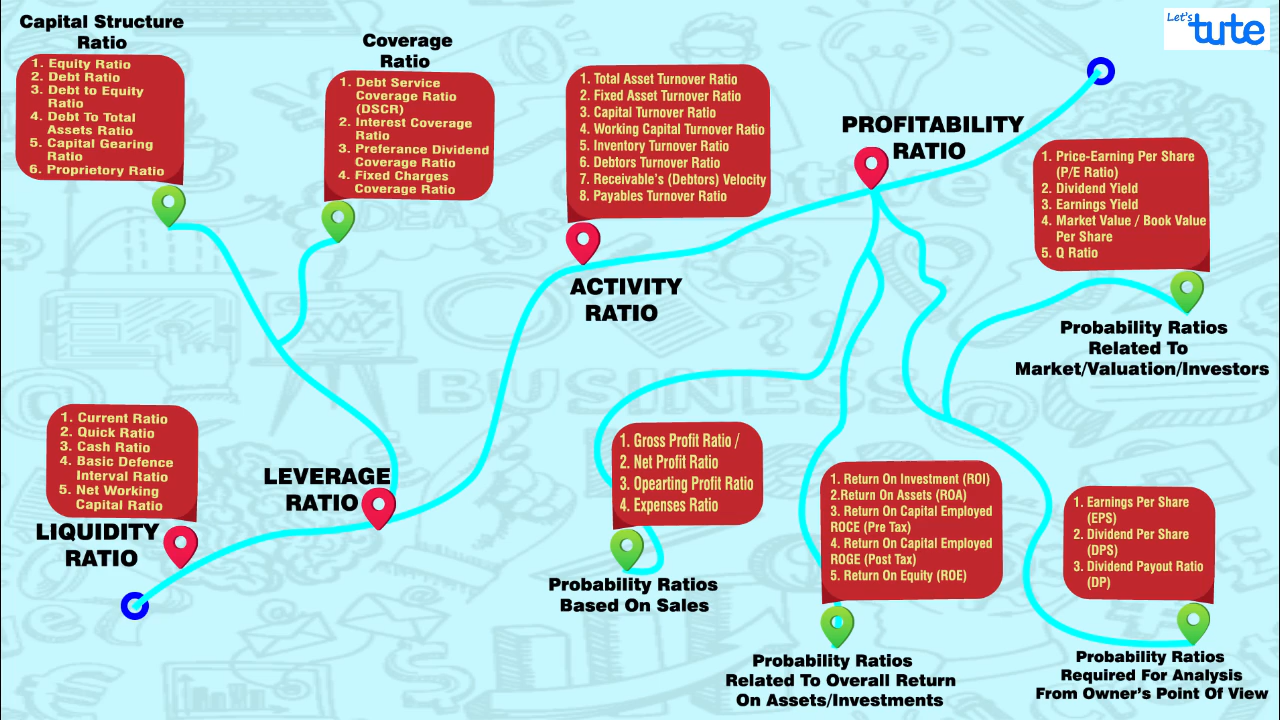 Let's tute
Capital Structure
Ratio
1. Equity Ratio
2. Debt Ratio
3. Debt to Equity
Ratio
4. Debt To Total
Assets Ratio
5. Capital Gearing
Ratio
6. Proprietory Ratio
Coverage
Ratio
1. Debt Service
Coverage Ratio
(DSCR)
2. Interest Coverage
Ratio
3. Preferance Dividend
Coverage Ratio
4. Fixed Charges
Coverage Ratio
1. Total Asset Turnover Ratio
2. Fixed Asset Turnover Ratio
3. Capital Turnover Ratio
4. Working Capital Turnover Ratio
5. Inventory Turnover Ratio
6. Debtors Turnover Ratio
7. Receivable's (Debtors) Velocity
8. Payables Turnover Ratio
ACTIVITY
RATIO
PROFITABILITY
RATIO
1. Price-Earning Per Share
(P/E Ratio)
2. Dividend Yield
3. Earnings Yield
4. Market Value / Book Value
Per Share
5. Q Ratio
Probability Ratios
Related To
Market/Valuation/Investors
BUSINESS
1. Current Ratio
2. Quick Ratio
3. Cash Ratio
4. Basic Defence
Interval Ratio
5. Net Working
Capital Ratio
LIQUIDITY
RATIO
LEVERAGE
RATIO
1. Gross Profit Ratio /
2. Net Profit Ratio
3. Opearting Profit Ratio
4. Expenses Ratio
Probability Ratios
Based On Sales
1. Return On Investment (ROI)
2.Return On Assets (ROA)
3. Return On Capital Employed
ROCE (Pre Tax)
4. Return On Capital Employed
ROGE (Post Tax)
5. Return On Equity (ROE)
Probability Ratios
Related To Overall Return
On Assets/Investments
1. Earnings Per Share
(EPS)
2. Dividend Per Share
(DPS)
3. Dividend Payout Ratio
(DP)
Probability Ratios
Required For Analysis
From Owner's Point Of View